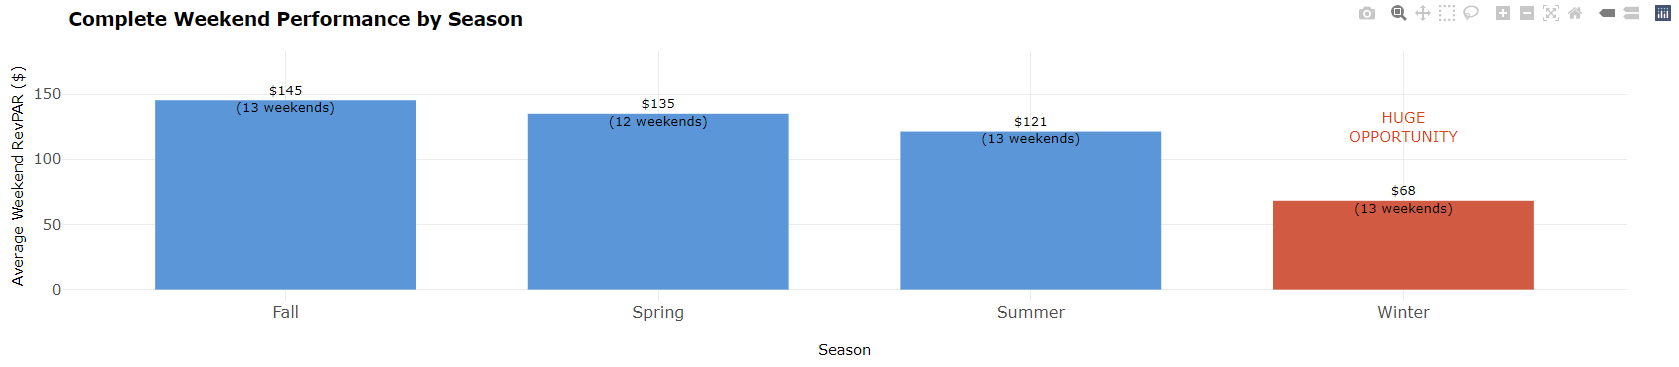 Complete Weekend Performance by Season
Average Weekend RevPAR ($)
150
100
50
0
$145
(13 weekends)
$135
(12 weekends)
$121
(13 weekends)
HUGE
OPPORTUNITY
$68
(13 weekends)
Fall
Spring
Summer
Winter
Season